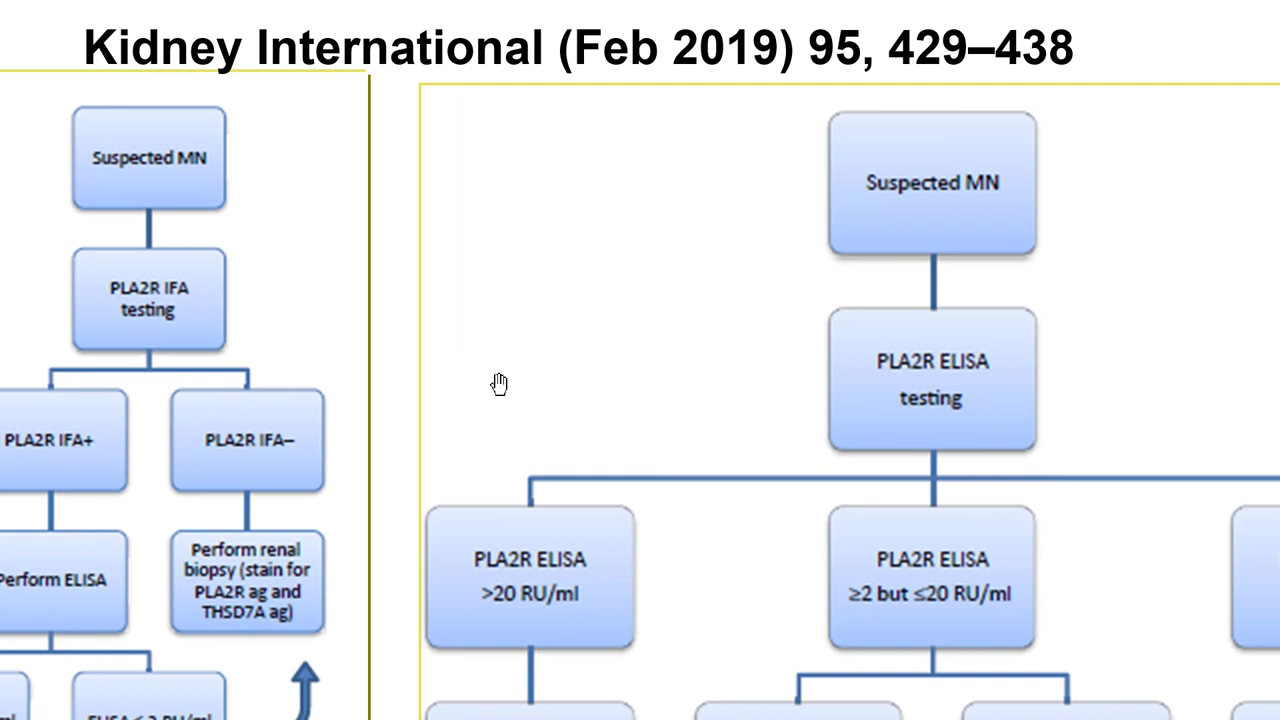 Kidney International (Feb 2019) 95, 429–438
Suspected MN
PLA2R IFA
testing
PLA2R IFA+
PLA2R IFA–
Perform ELISA
Perform renal
biopsy (stain for
PLA2R ag and
THSD7A ag)
Suspected MN
PLA2R ELISA
testing
PLA2R ELISA
>20 RU/ml
PLA2R ELISA
≥2 but ≤20 RU/ml